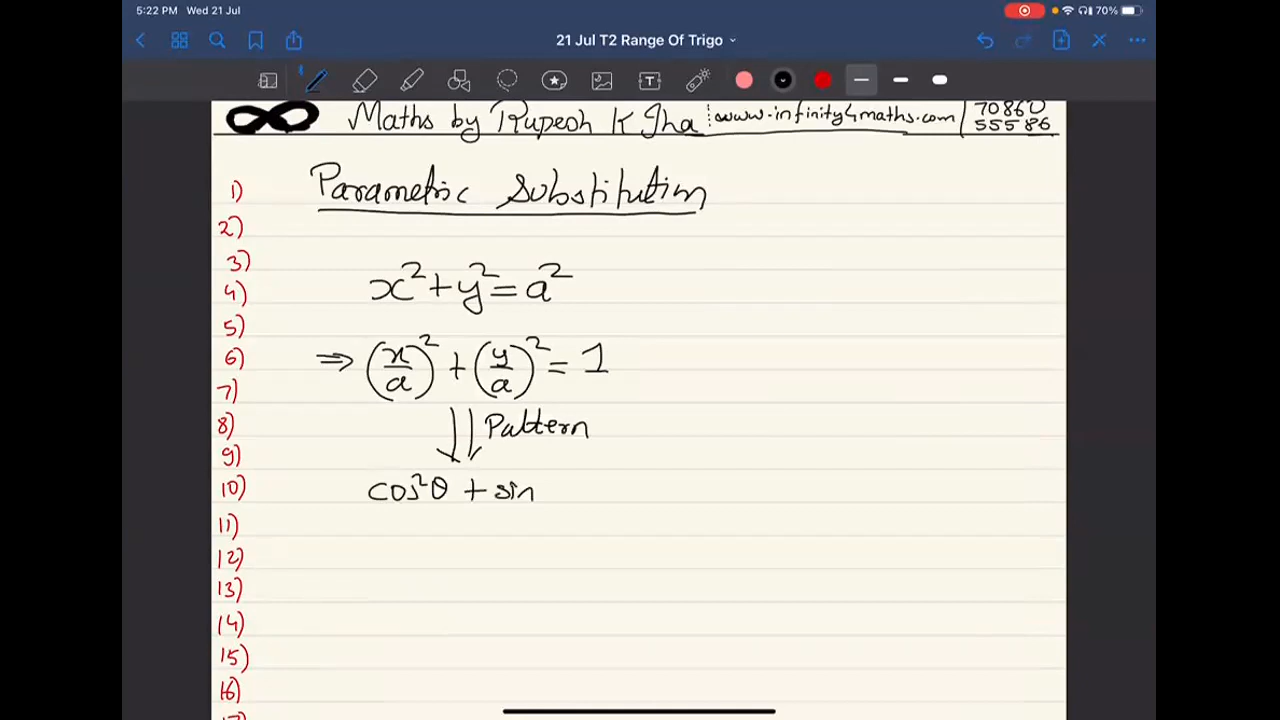 5:22 PM Wed 21 Jul 70%
21 Jul T2 Range Of Trigo
T
∞ Maths by Rupesh K Jha www.infinity4maths.com 70860
55586
1) Parametric Substitution
2)
3)
4) x² + y² = a²
5)
6) ⇒ (x/a)² + (y/a)² = 1
7)
8) ⇓ Pattern
9)
10) cos²θ + sin
11)
12)
13)
14)
15)
16)